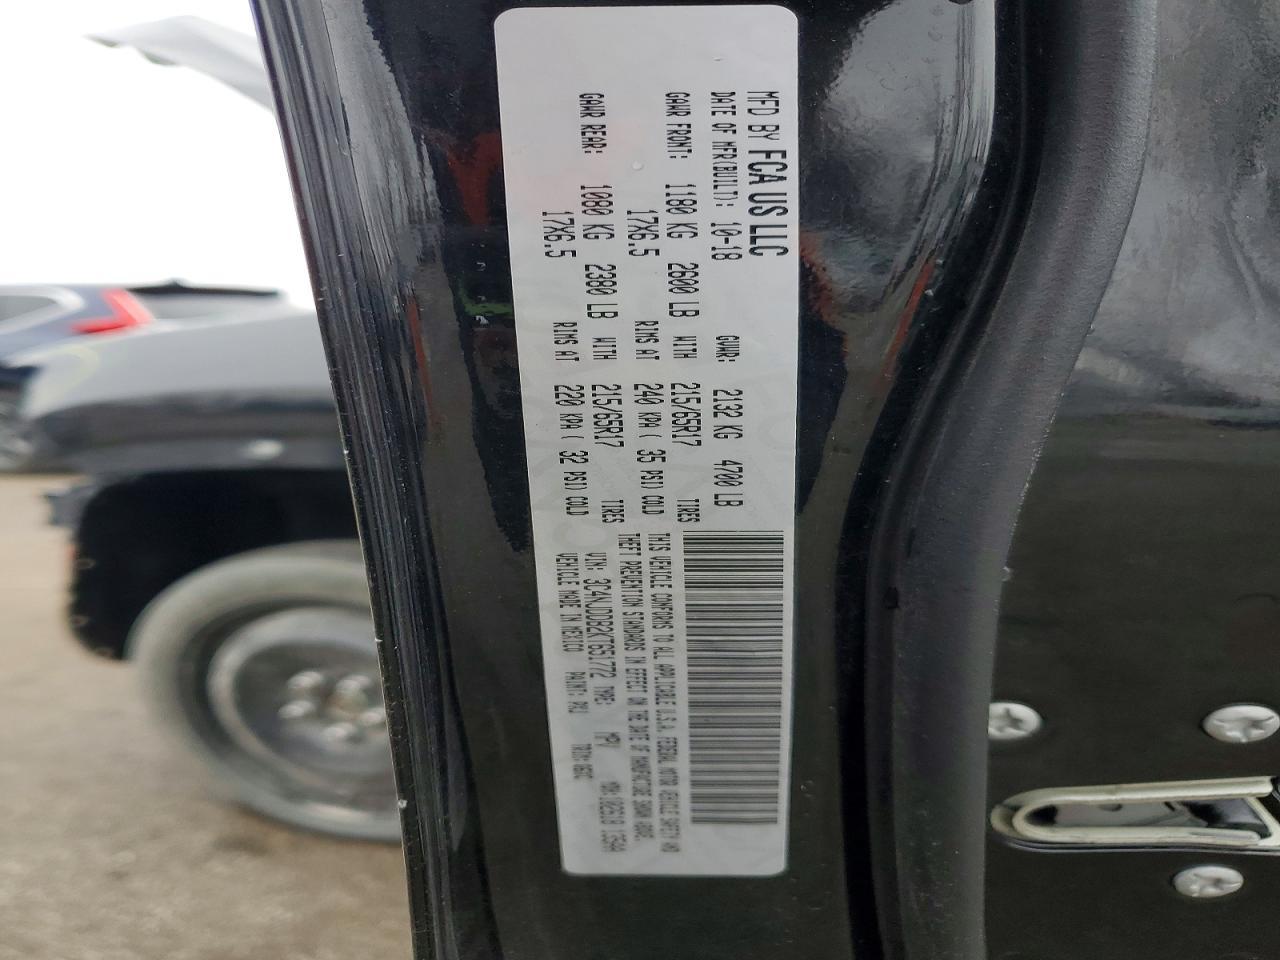 MFD BY FCA US LLC
DATE OF MFR(BUILT): 10-18 GVWR: 2132 KG 4700 LB
GAWR FRONT: 1180 KG 2600 LB WITH 215/65R17 TIRES
17X6.5 RIMS AT 240 KPA ( 35 PSI) COLD
GAWR REAR: 1080 KG 2380 LB WITH 215/65R17 TIRES
17X6.5 RIMS AT 220 KPA ( 32 PSI) COLD
THIS VEHICLE CONFORMS TO ALL APPLICABLE U.S.A. FEDERAL MOTOR VEHICLE SAFETY AND
THEFT PREVENTION STANDARDS IN EFFECT ON THE DATE OF MANUFACTURE SHOWN ABOVE.
VIN: 3C4NJDDB2KT651772 TYPE: MPV MDH:
VEHICLE MADE IN MEXICO PAINT: TRIM: